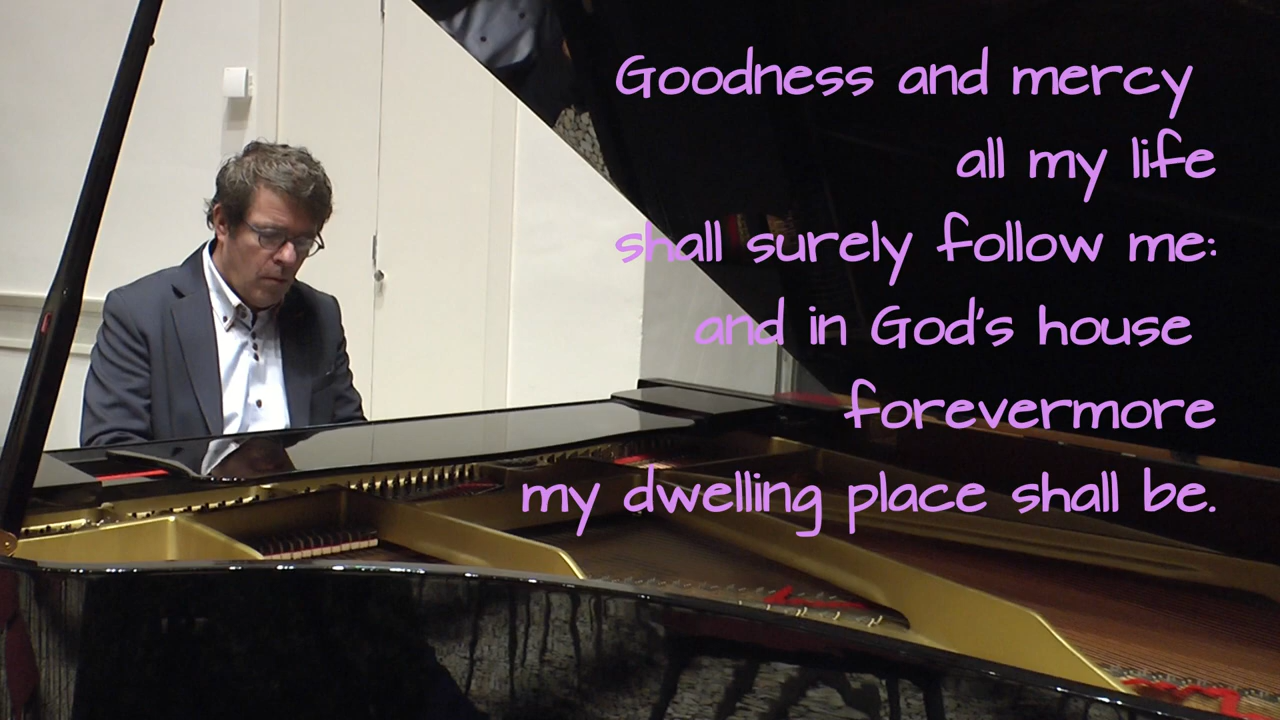 Goodness and mercy
all my life
shall surely follow me:
and in God's house
forevermore
my dwelling place shall be.